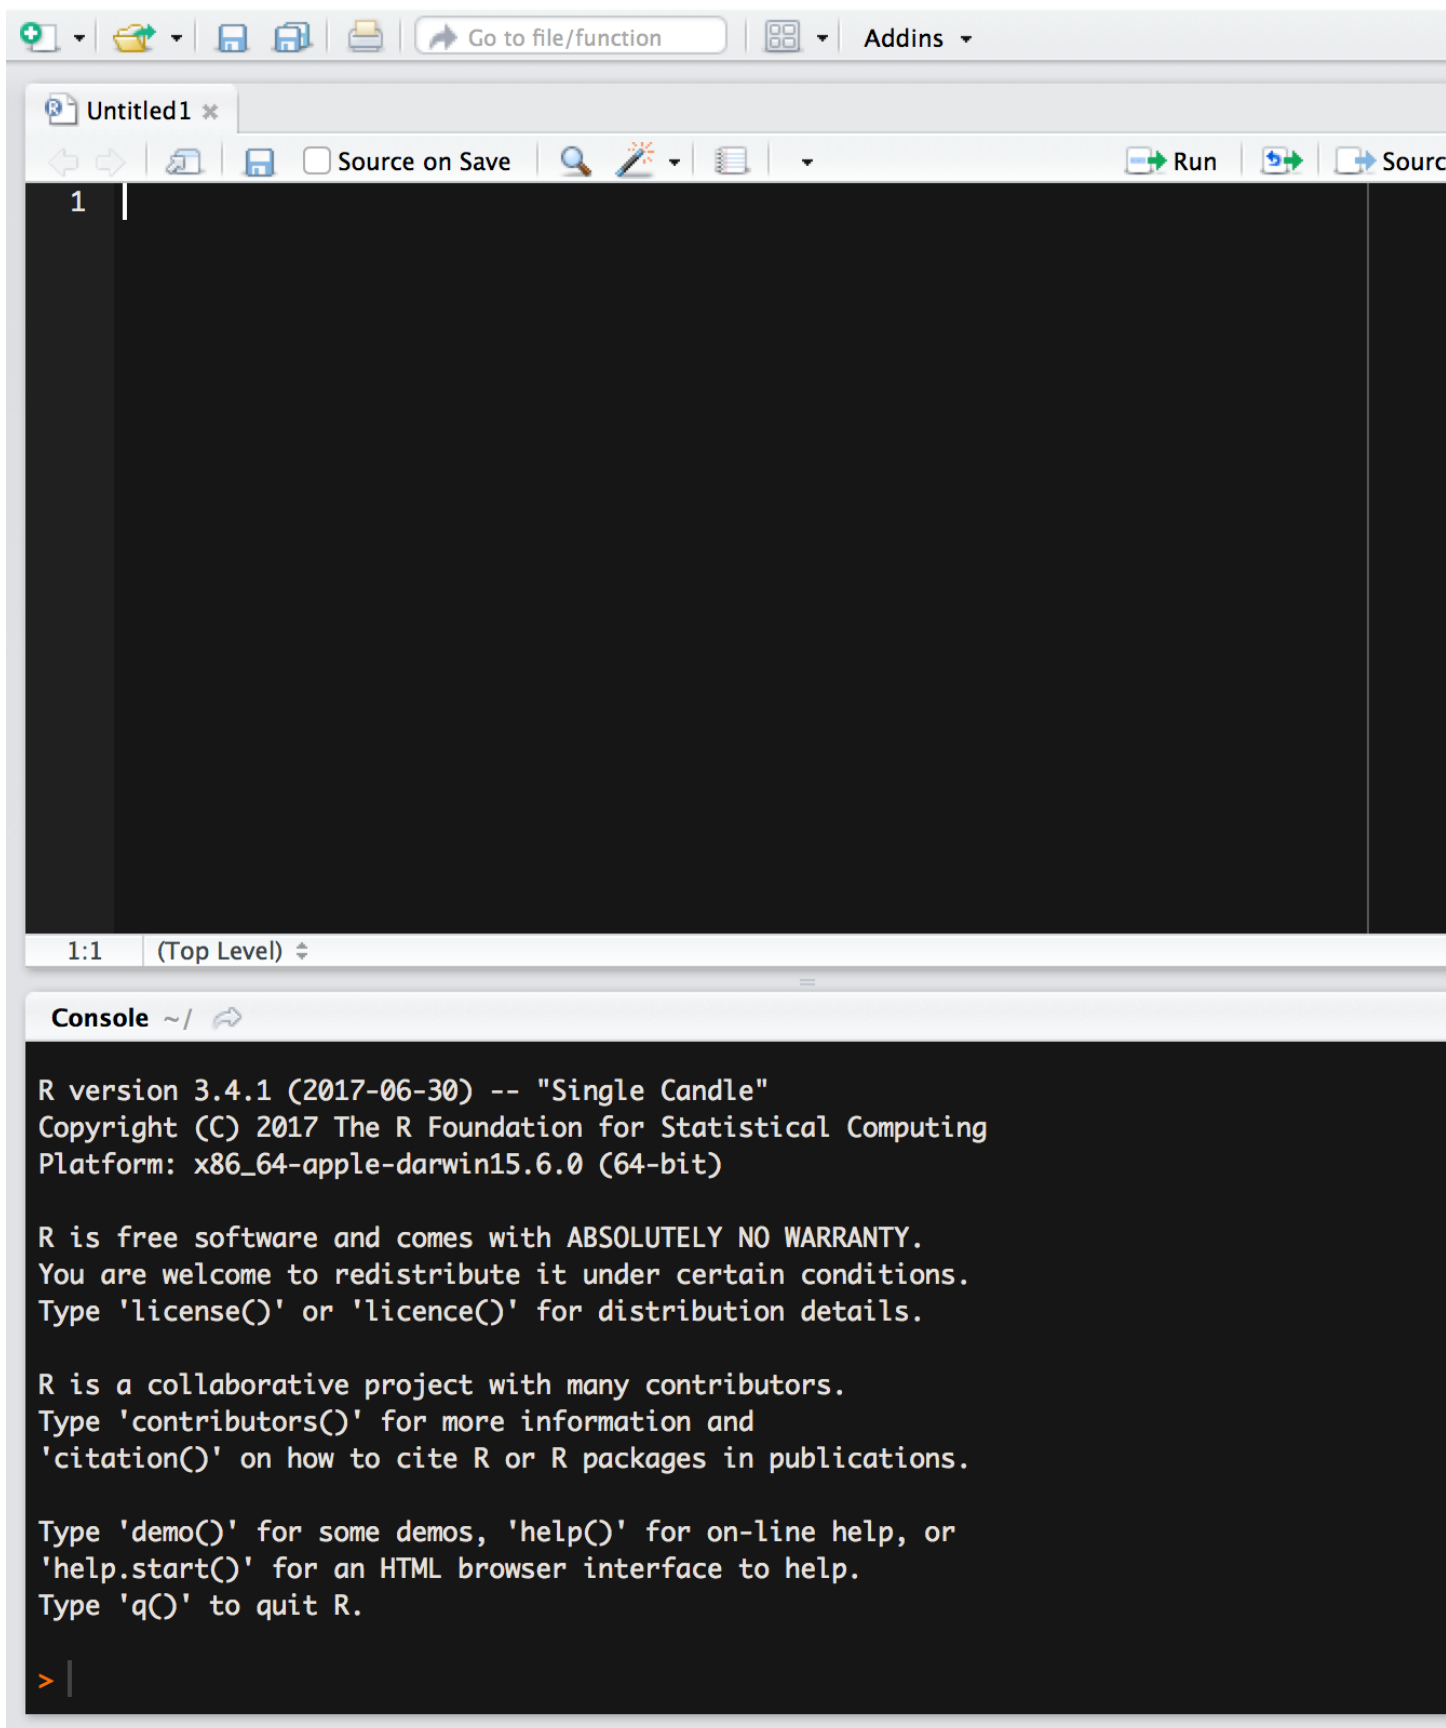 Go to file/function
Addins
Untitled1
Source on Save
Run
Sourc
1
1:1
(Top Level)
Console ~/
R version 3.4.1 (2017-06-30) -- "Single Candle"
Copyright (C) 2017 The R Foundation for Statistical Computing
Platform: x86_64-apple-darwin15.6.0 (64-bit)
R is free software and comes with ABSOLUTELY NO WARRANTY.
You are welcome to redistribute it under certain conditions.
Type 'license()' or 'licence()' for distribution details.
R is a collaborative project with many contributors.
Type 'contributors()' for more information and
'citation()' on how to cite R or R packages in publications.
Type 'demo()' for some demos, 'help()' for on-line help, or
'help.start()' for an HTML browser interface to help.
Type 'q()' to quit R.
>